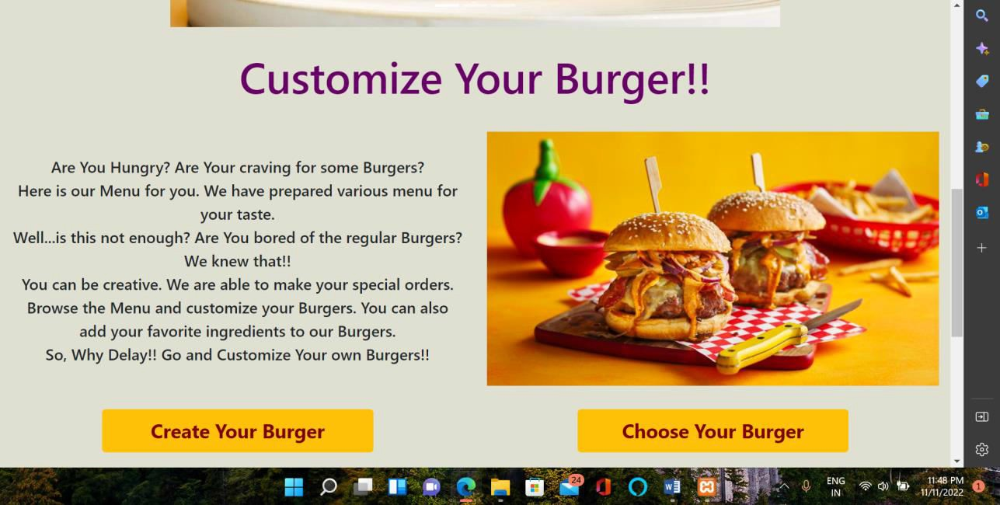 Customize Your Burger!!
Are You Hungry? Are Your craving for some Burgers?
Here is our Menu for you. We have prepared various menu for
your taste.
Well...is this not enough? Are You bored of the regular Burgers?
We knew that!!
You can be creative. We are able to make your special orders.
Browse the Menu and customize your Burgers. You can also
add your favorite ingredients to our Burgers.
So, Why Delay!! Go and Customize Your own Burgers!!
Create Your Burger
Choose Your Burger
24
ENG
IN
11:48 PM
11/11/2022
1